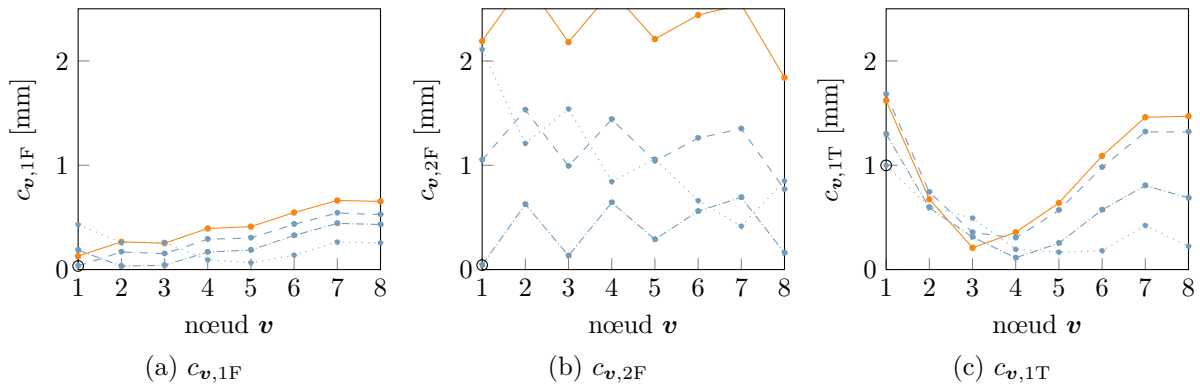 2
1
0
1 2 3 4 5 6 7 8
nœud v
c_{v,1F} [mm]
(a) c_{v,1F}
2
1
0
1 2 3 4 5 6 7 8
nœud v
c_{v,2F} [mm]
(b) c_{v,2F}
2
1
0
1 2 3 4 5 6 7 8
nœud v
c_{v,1T} [mm]
(c) c_{v,1T}